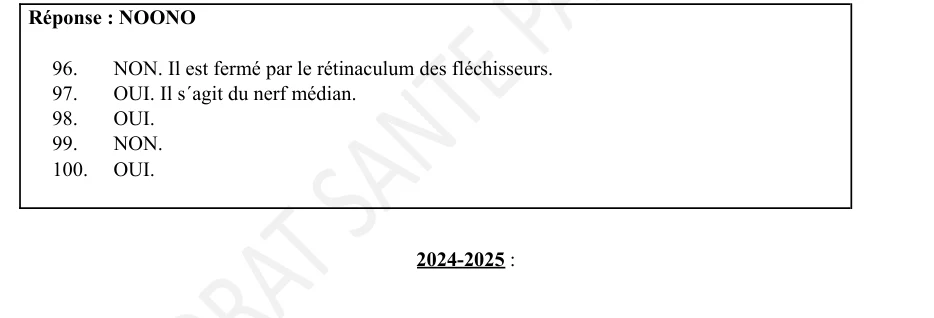 Réponse : NOONO
96. NON. Il est fermé par le rétinaculum des fléchisseurs.
97. OUI. Il s´agit du nerf médian.
98. OUI.
99. NON.
100. OUI.
2024-2025 :